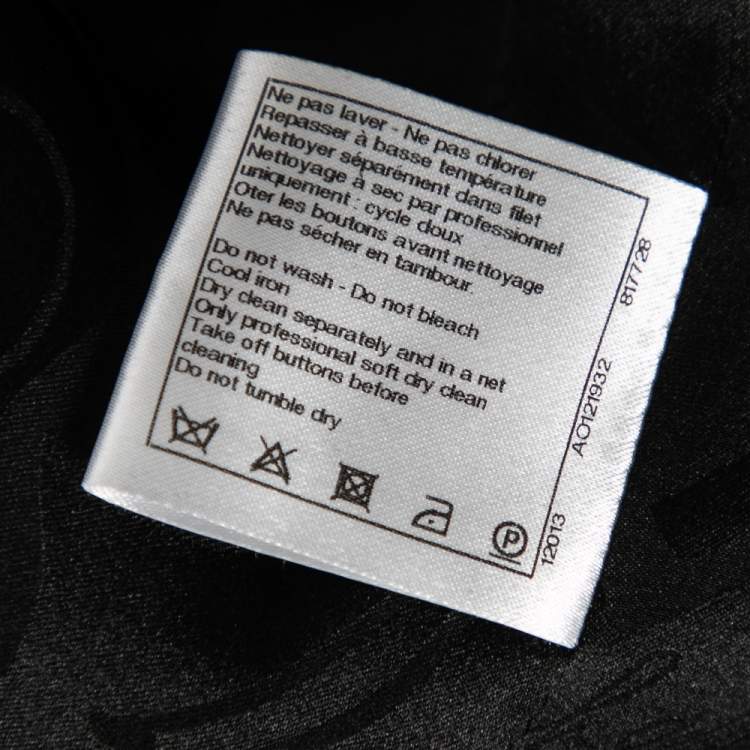 Ne pas laver - Ne pas chlorer
Repasser à basse température
Nettoyer séparément dans filet
Nettoyage à sec par professionnel
uniquement : cycle doux
Oter les boutons avant nettoyage
Ne pas sécher en tambour.
Do not wash - Do not bleach
Cool iron
Dry clean separately and in a net
Only professional soft dry clean
Take off buttons before
cleaning
Do not tumble dry
P
12013
AO121932
817728